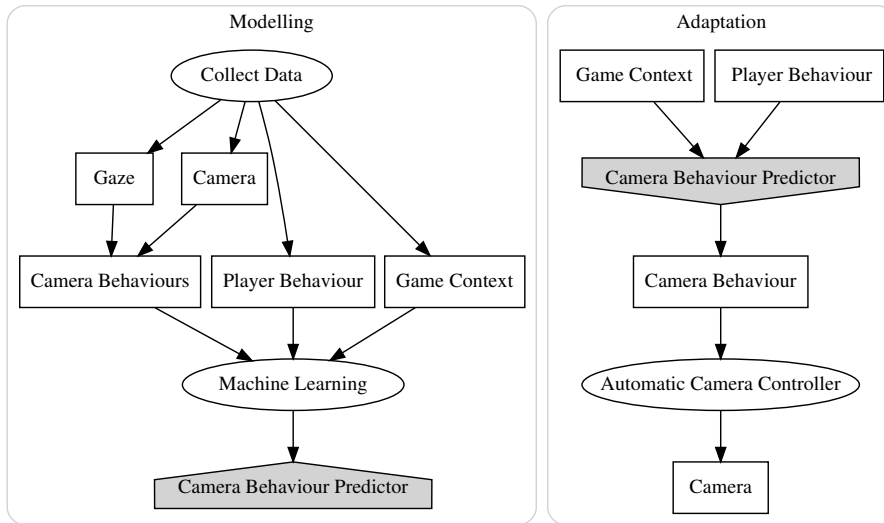 Modelling
Collect Data
Gaze
Camera
Camera Behaviours
Player Behaviour
Game Context
Machine Learning
Camera Behaviour Predictor
Adaptation
Game Context
Player Behaviour
Camera Behaviour Predictor
Camera Behaviour
Automatic Camera Controller
Camera